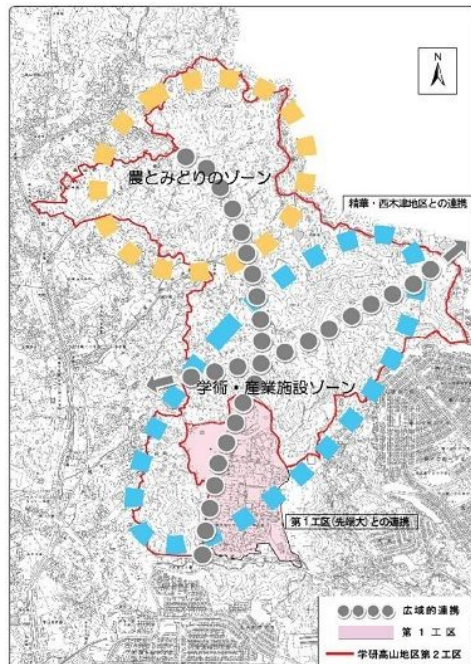 N
農とみどりのゾーン
精華・西木津地区との連携
学術・産業施設ゾーン
第1工区(先端大)との連携
広域的連携
第1工区
学研高山地区第2工区